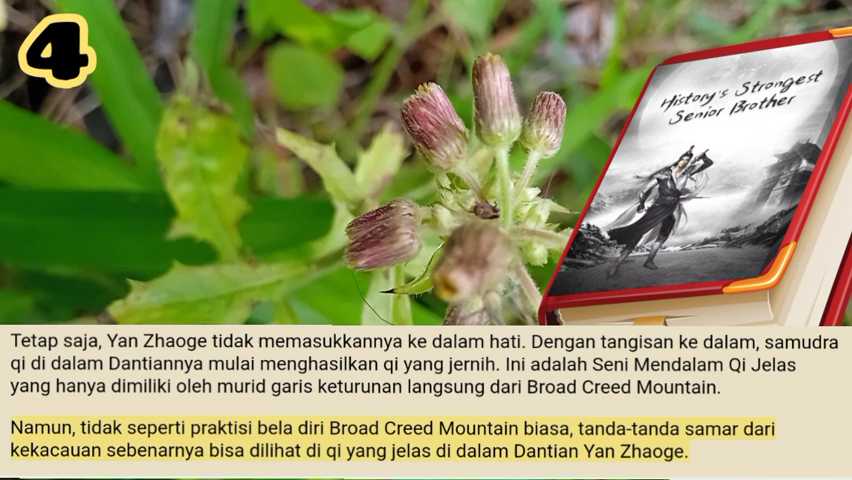 4
History's Strongest
Senior Brother
Tetap saja, Yan Zhaoge tidak memasukkannya ke dalam hati. Dengan tangisan ke dalam, samudra
qi di dalam Dantiannya mulai menghasilkan qi yang jernih. Ini adalah Seni Mendalam Qi Jelas
yang hanya dimiliki oleh murid garis keturunan langsung dari Broad Creed Mountain.
Namun, tidak seperti praktisi bela diri Broad Creed Mountain biasa, tanda-tanda samar dari
kekacauan sebenarnya bisa dilihat di qi yang jelas di dalam Dantian Yan Zhaoge.